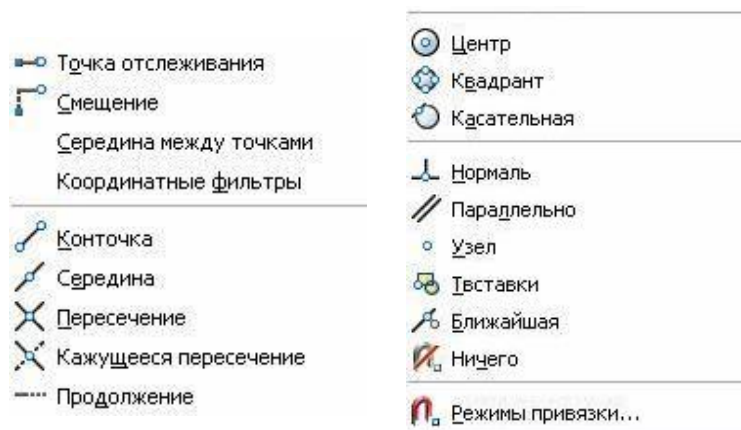 Точка отслеживания
Смещение
Середина между точками
Координатные фильтры
Конточка
Середина
Пересечение
Кажущееся пересечение
Продолжение
Центр
Квадрант
Касательная
Нормаль
Параллельно
Узел
Твставки
Ближайшая
Ничего
Режимы привязки...